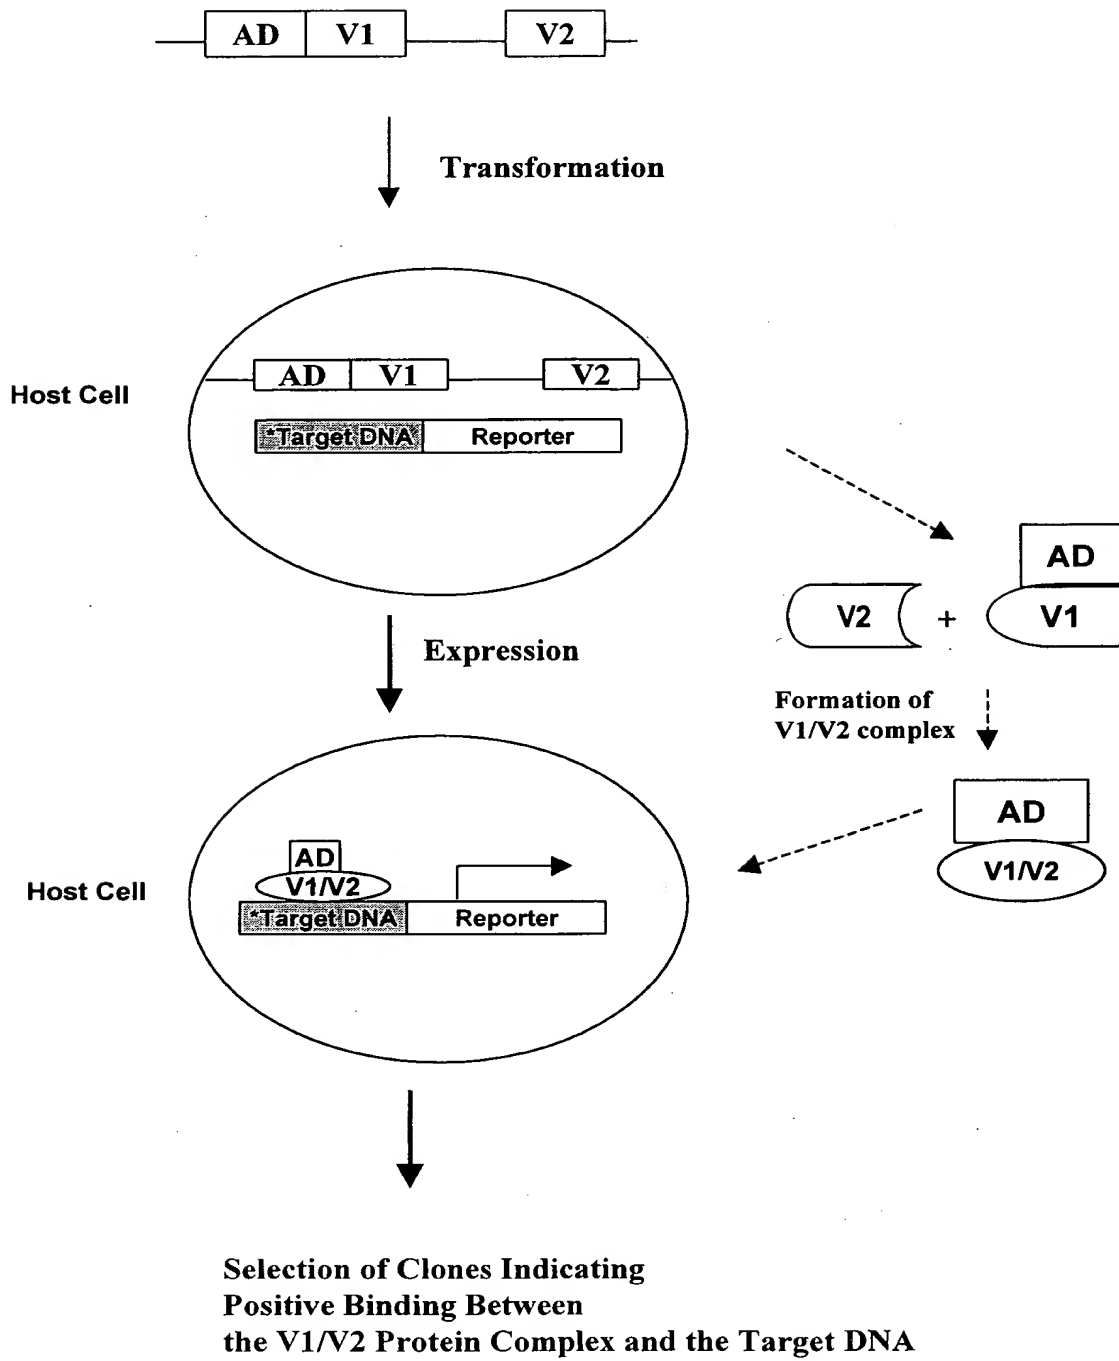 AD V1 V2
Transformation
Host Cell
AD V1 V2
*Target DNA Reporter
AD
V2 + V1
Expression
Formation of
V1/V2 complex
AD
V1/V2
Host Cell
AD
V1/V2
*Target DNA Reporter
Selection of Clones Indicating
Positive Binding Between
the V1/V2 Protein Complex and the Target DNA